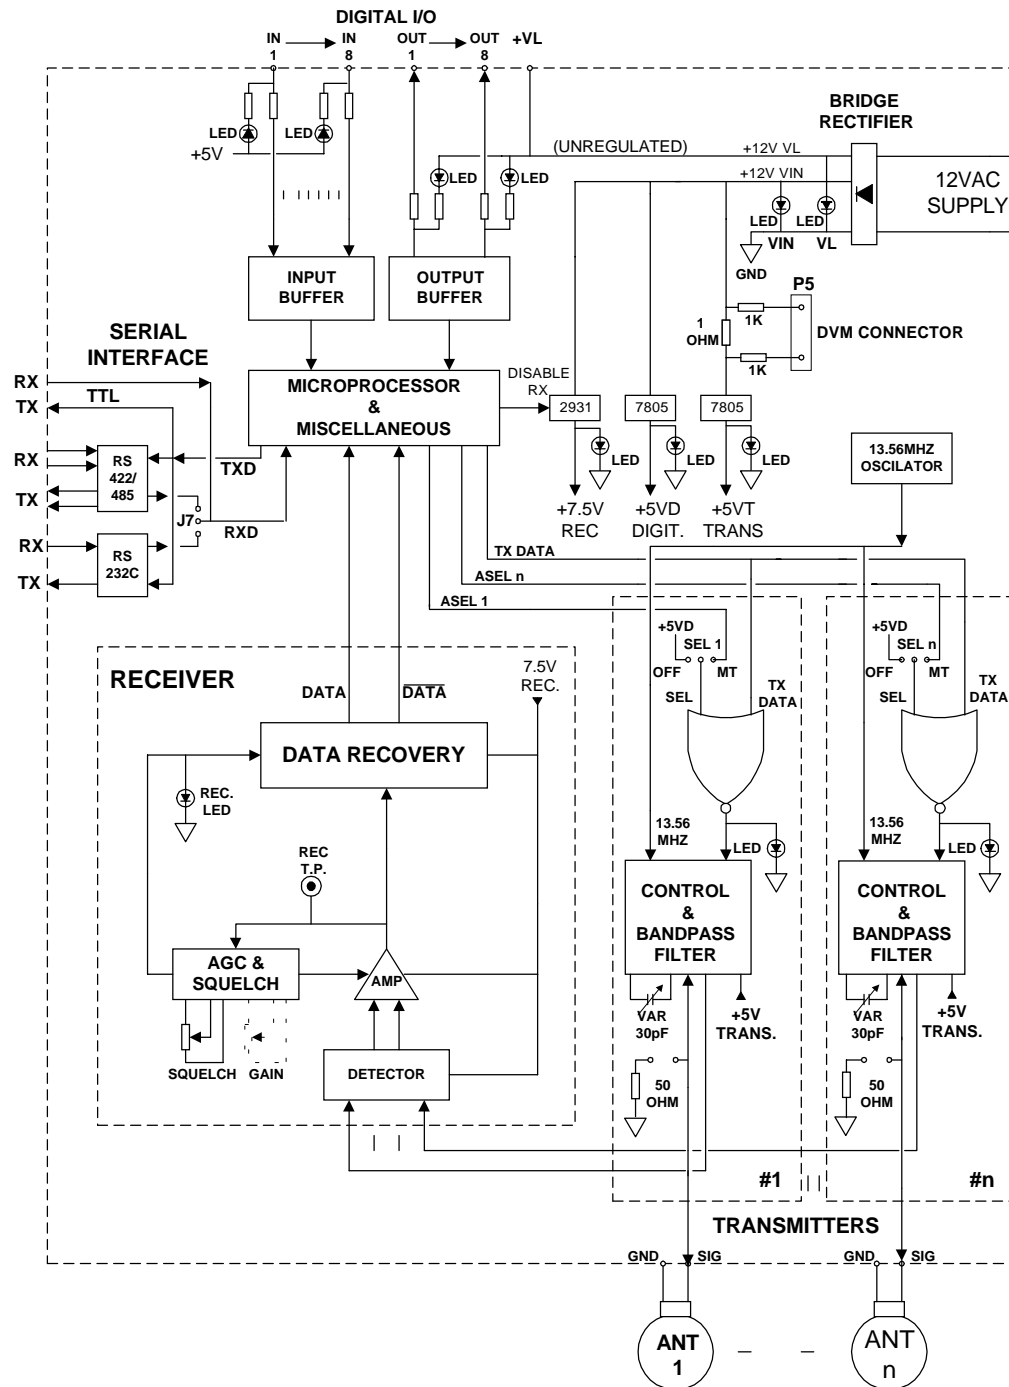 DIGITAL I/O
IN IN OUT OUT +VL
1 8 1 8
BRIDGE
RECTIFIER
LED LED
+5V
(UNREGULATED)
+12V VL
+12V VIN
12VAC
SUPPLY
LED LED
LED LED
VIN VL
GND
INPUT
BUFFER
OUTPUT
BUFFER
P5
1K
1
OHM
DVM CONNECTOR
1K
SERIAL
INTERFACE
RX
TX
TTL
MICROPROCESSOR
&
MISCELLANEOUS
DISABLE
RX
2931
7805
7805
LED LED LED
13.56MHZ
OSCILATOR
RX
TX
RS
422/
485
TXD
J7
RXD
+7.5V
REC
+5VD
DIGIT.
+5VT
TRANS
RX
TX
RS
232C
TX DATA
ASEL n
ASEL 1
+5VD
SEL 1
OFF MT
SEL
TX
DATA
+5VD
SEL n
OFF MT
SEL
TX
DATA
RECEIVER
7.5V
REC.
DATA DATA
DATA RECOVERY
REC.
LED
REC
T.P.
13.56
MHZ
LED
13.56
MHZ
LED
CONTROL
&
BANDPASS
FILTER
CONTROL
&
BANDPASS
FILTER
AGC &
SQUELCH
AMP
SQUELCH GAIN
DETECTOR
VAR
30pF
+5V
TRANS.
50
OHM
VAR
30pF
+5V
TRANS.
50
OHM
#1
#n
TRANSMITTERS
GND SIG
GND SIG
ANT
1
ANT
n